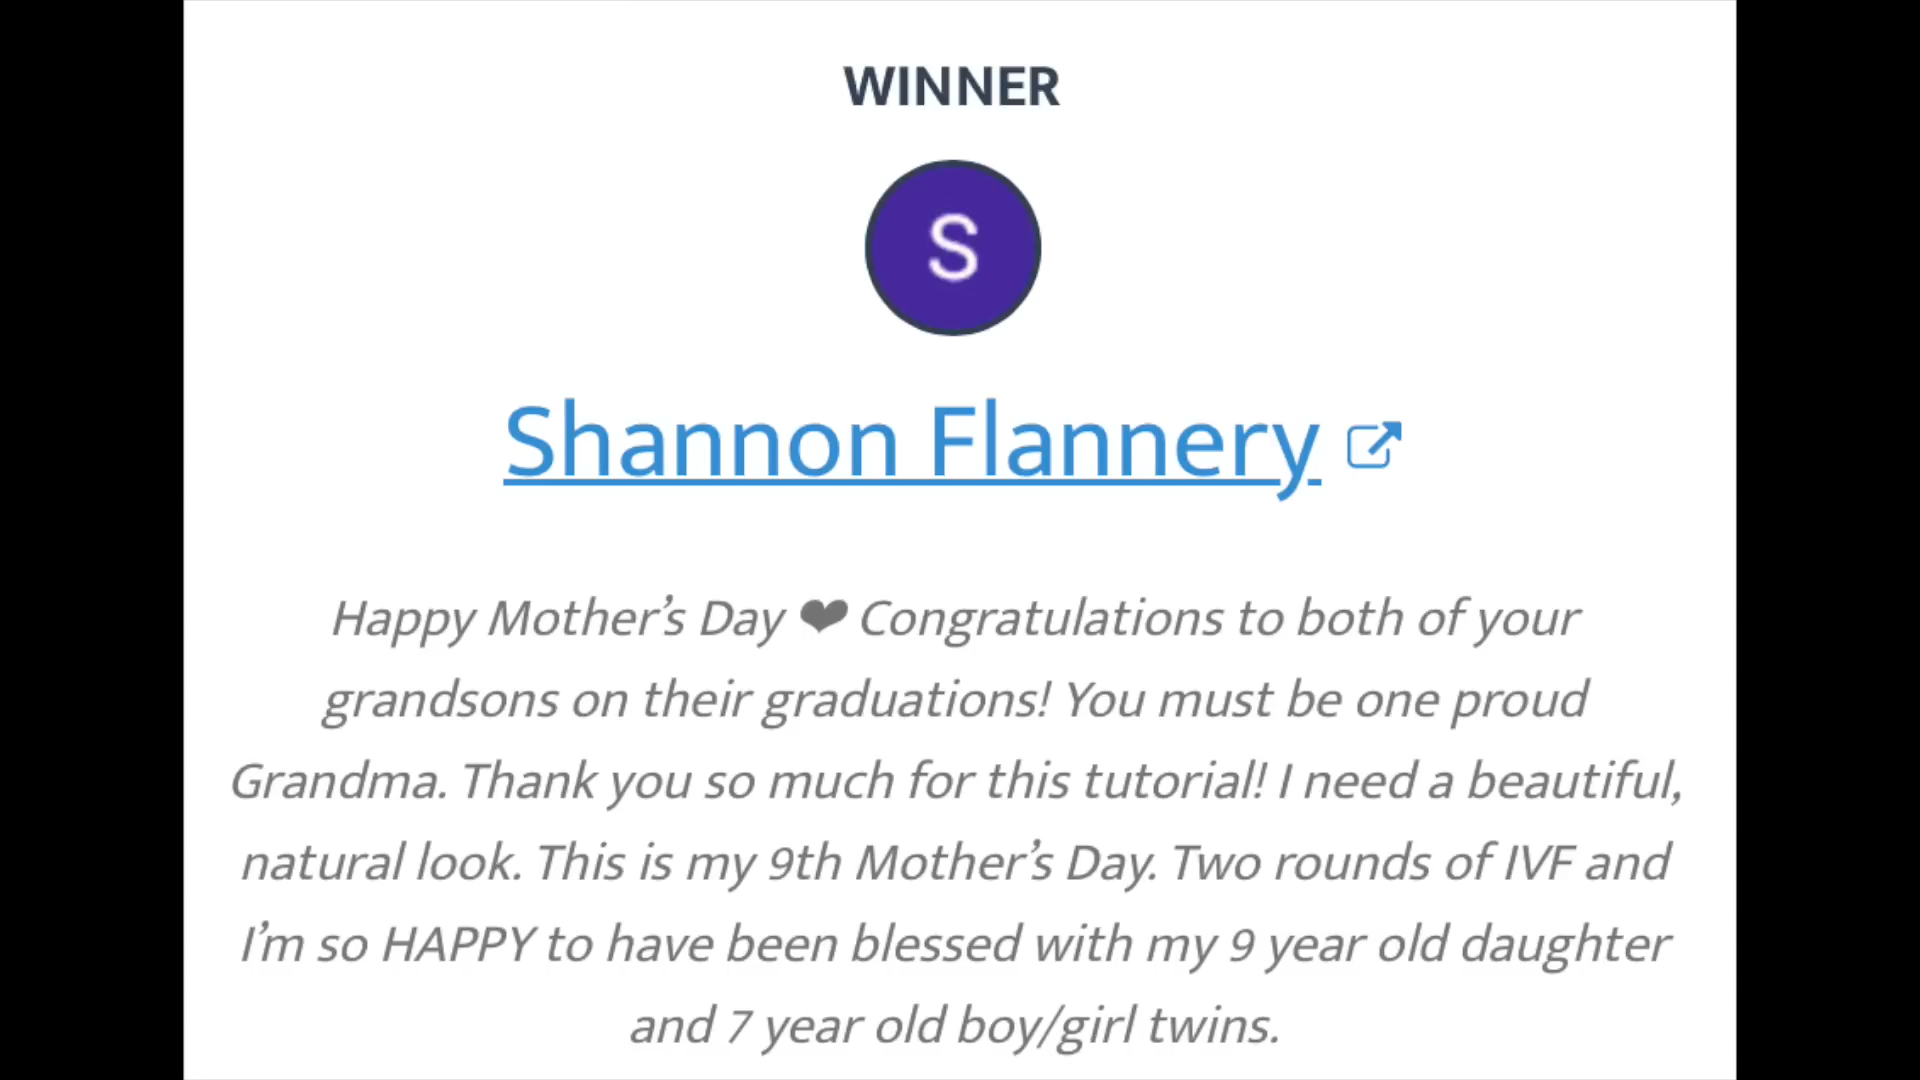 WINNER
S
Shannon Flannery
Happy Mother’s Day ❤ Congratulations to both of your
grandsons on their graduations! You must be one proud
Grandma. Thank you so much for this tutorial! I need a beautiful,
natural look. This is my 9th Mother’s Day. Two rounds of IVF and
I’m so HAPPY to have been blessed with my 9 year old daughter
and 7 year old boy/girl twins.